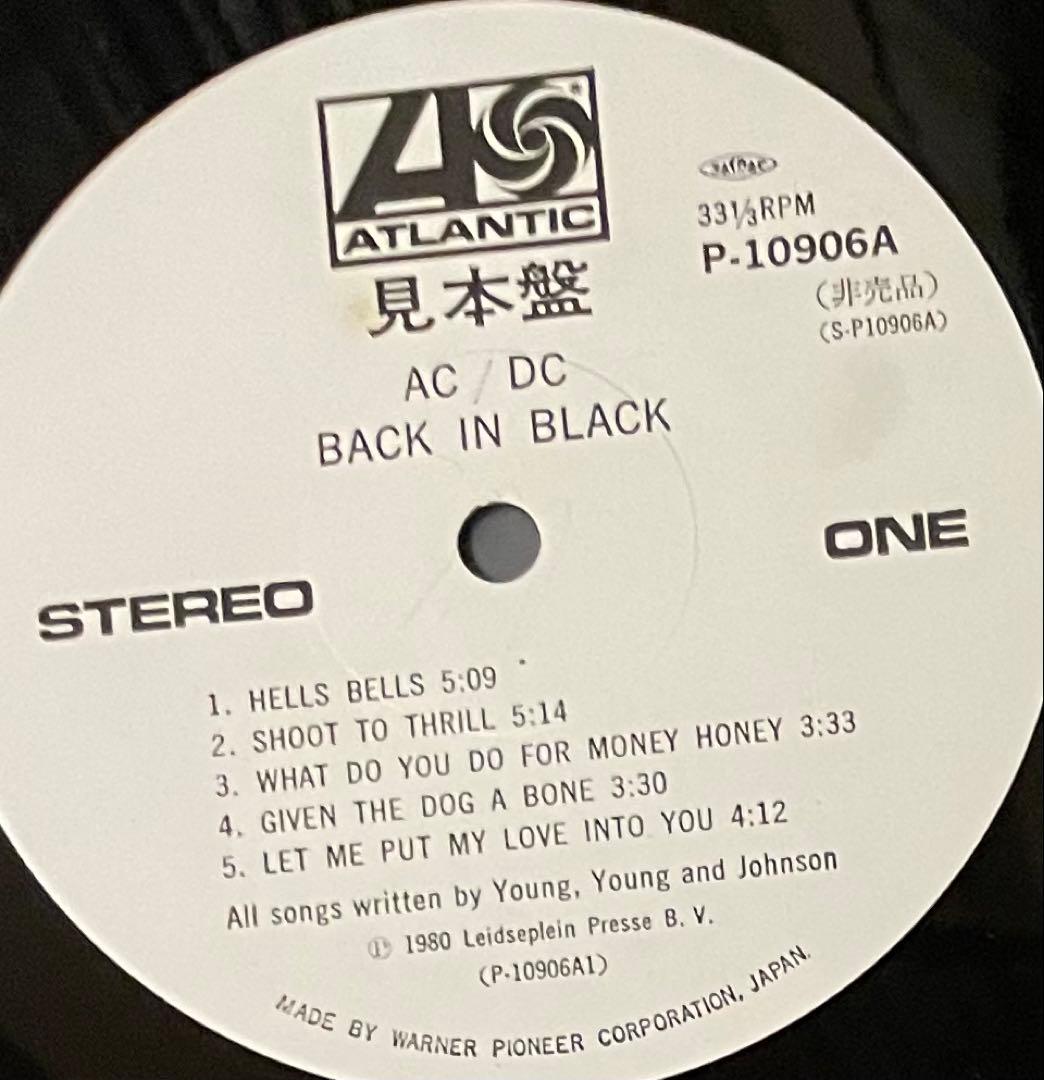 ATLANTIC
見本盤
33⅓RPM
P-10906A
(非売品)
(S-P10906A)
AC / DC
BACK IN BLACK
STEREO
ONE
1. HELLS BELLS 5:09
2. SHOOT TO THRILL 5:14
3. WHAT DO YOU DO FOR MONEY HONEY 3:33
4. GIVEN THE DOG A BONE 3:30
5. LET ME PUT MY LOVE INTO YOU 4:12
All songs written by Young, Young and Johnson
Ⓟ 1980 Leidseplein Presse B. V.
(P-10906A1)
MADE BY WARNER PIONEER CORPORATION, JAPAN.